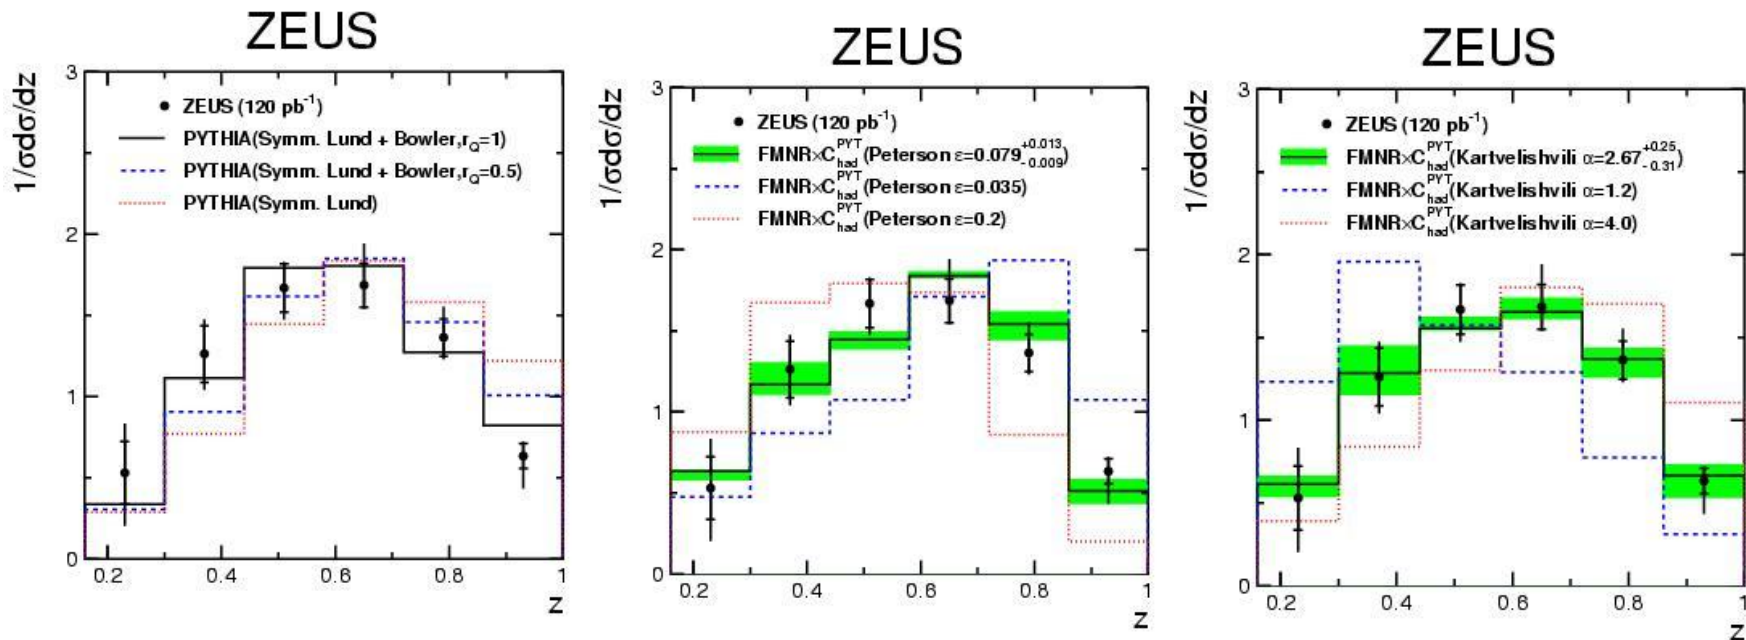 ZEUS
1/σdσ/dz
3
2
1
0
ZEUS (120 pb⁻¹)
PYTHIA(Symm. Lund + Bowler,r_Q=1)
PYTHIA(Symm. Lund + Bowler,r_Q=0.5)
PYTHIA(Symm. Lund)
0.2 0.4 0.6 0.8 1
z
ZEUS
1/σdσ/dz
3
2
1
0
ZEUS (120 pb⁻¹)
FMNR×C_had^PYT(Peterson ε=0.079^+0.013_-0.009)
FMNR×C_had^PYT(Peterson ε=0.035)
FMNR×C_had^PYT(Peterson ε=0.2)
0.2 0.4 0.6 0.8 1
z
ZEUS
1/σdσ/dz
3
2
1
0
ZEUS (120 pb⁻¹)
FMNR×C_had^PYT(Kartvelishvili α=2.67^+0.25_-0.31)
FMNR×C_had^PYT(Kartvelishvili α=1.2)
FMNR×C_had^PYT(Kartvelishvili α=4.0)
0.2 0.4 0.6 0.8 1
z